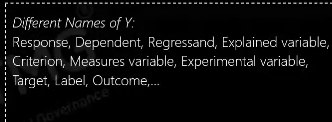 Different Names of Y:
Response, Dependent, Regressand, Explained variable,
Criterion, Measures variable, Experimental variable,
Target, Label, Outcome,...